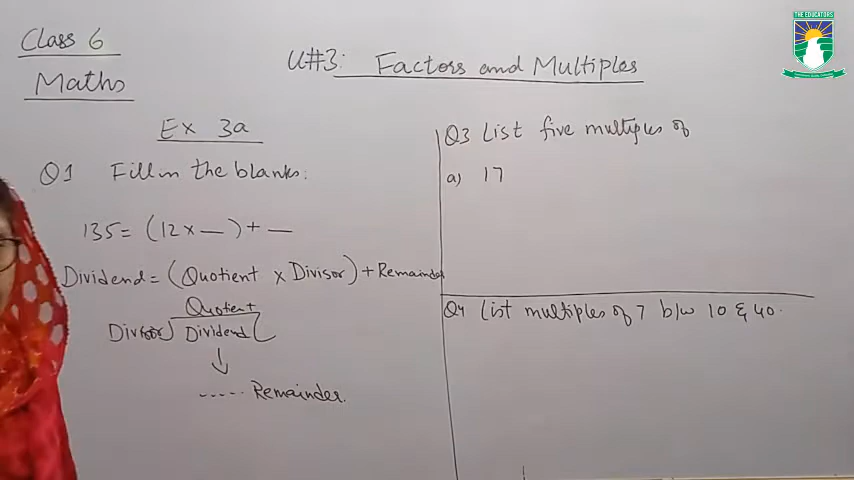 THE EDUCATORS
Class 6
Maths
U#3: Factors and Multiples
Ex 3a
Q1 Fill in the blanks.
135 = (12 x __ ) + __
Dividend = (Quotient x Divisor) + Remainder
Quotient
Divisor) Dividend (
↓
------ Remainder.
Q3 List five multiples of
a) 17
Q4 List multiples of 7 b/w 10 & 40.